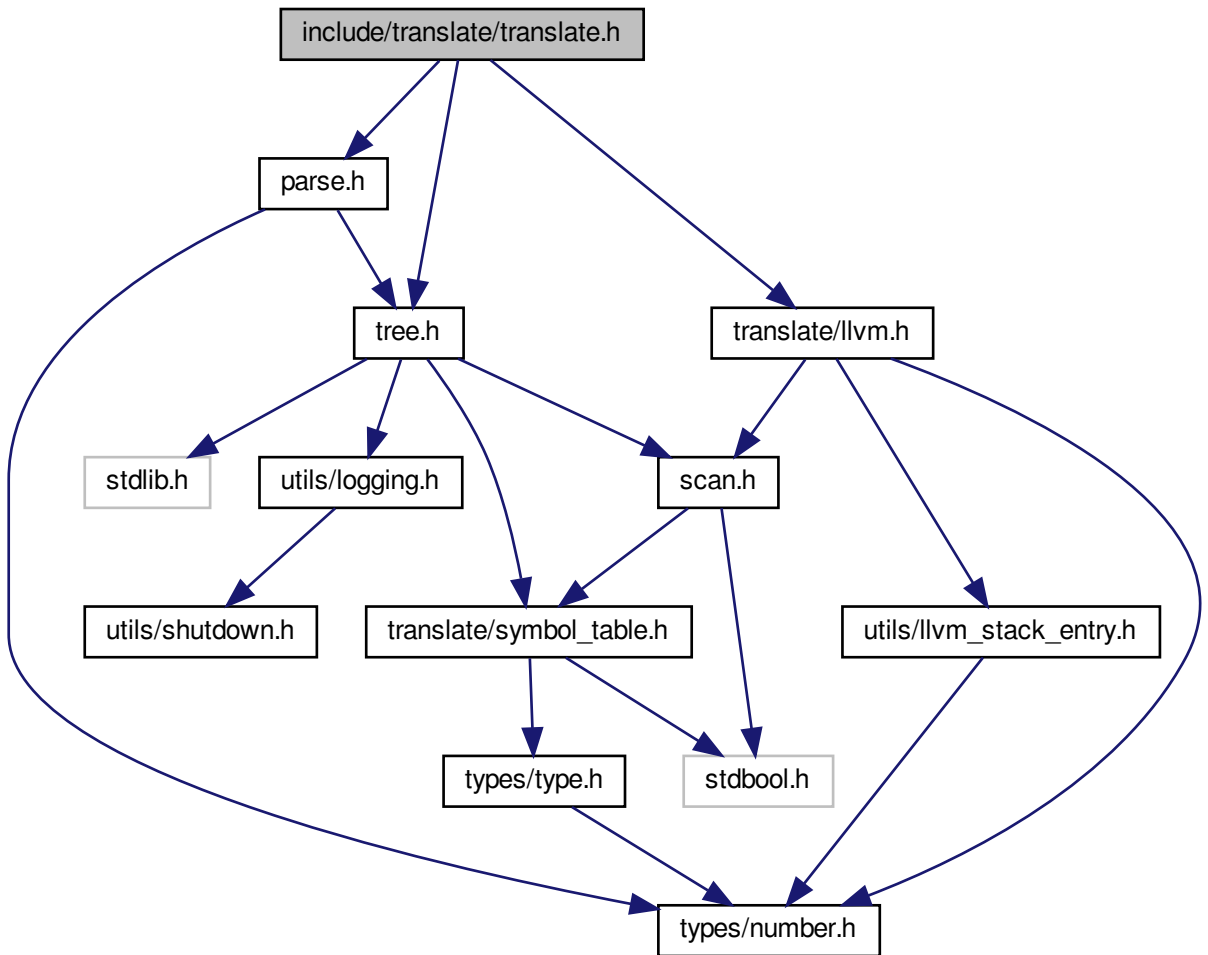 include/translate/translate.h
parse.h
tree.h
translate/llvm.h
stdlib.h
utils/logging.h
scan.h
utils/shutdown.h
translate/symbol_table.h
utils/llvm_stack_entry.h
types/type.h
stdbool.h
types/number.h